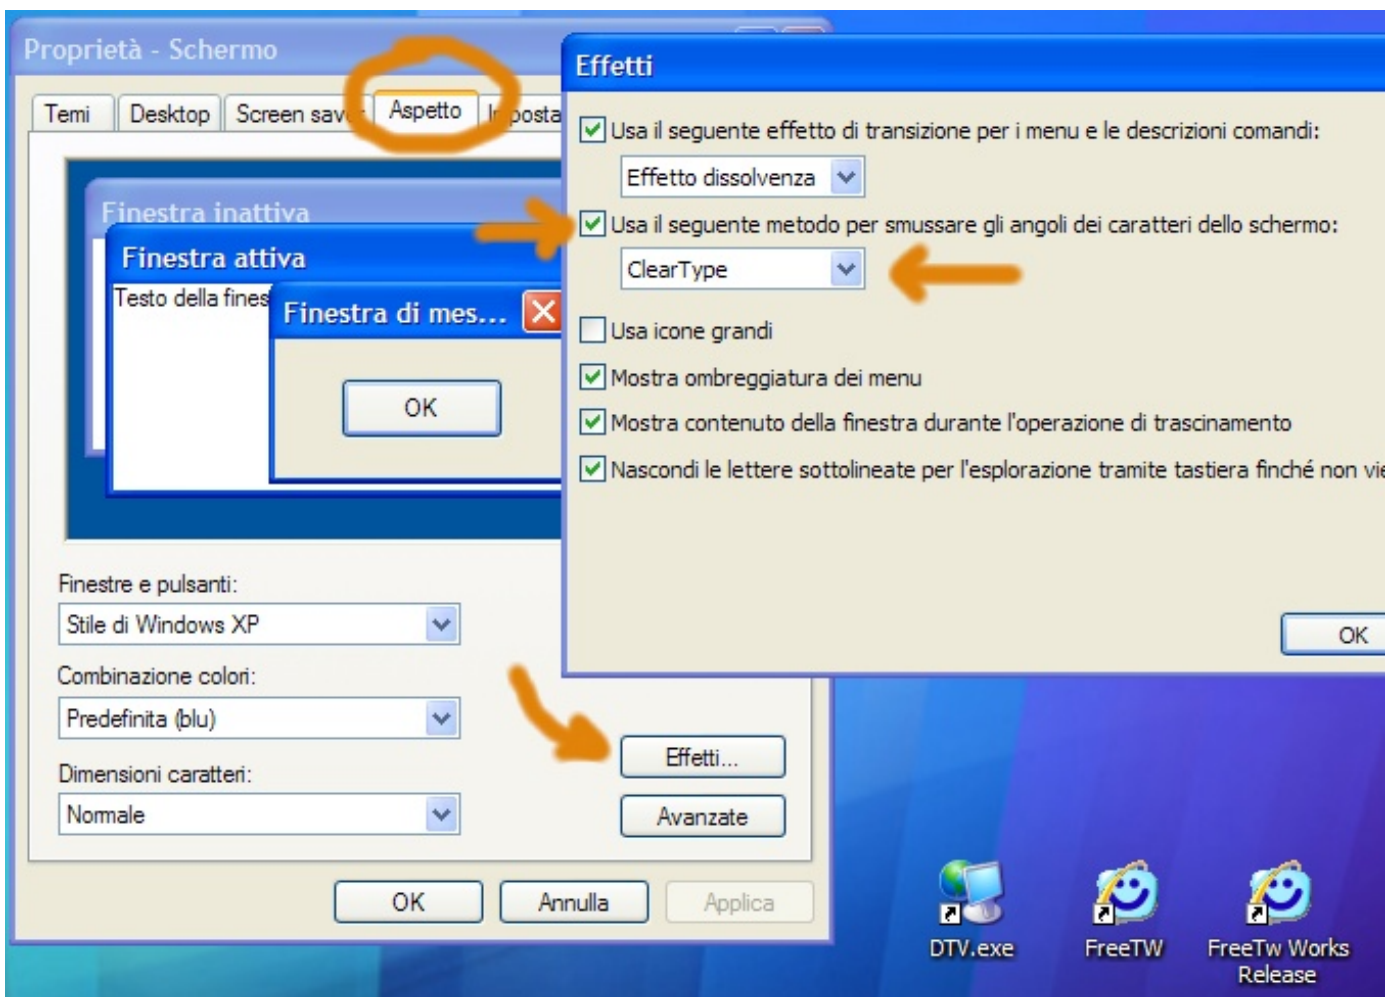 Proprietà - Schermo
Temi
Desktop
Screen saver
Aspetto
Imposta
Finestra inattiva
Finestra attiva
Testo della fines
Finestra di mes...
OK
Finestre e pulsanti:
Stile di Windows XP
Combinazione colori:
Predefinita (blu)
Dimensioni caratteri:
Normale
Effetti...
Avanzate
OK
Annulla
Applica
Effetti
Usa il seguente effetto di transizione per i menu e le descrizioni comandi:
Effetto dissolvenza
Usa il seguente metodo per smussare gli angoli dei caratteri dello schermo:
ClearType
Usa icone grandi
Mostra ombreggiatura dei menu
Mostra contenuto della finestra durante l'operazione di trascinamento
Nascondi le lettere sottolineate per l'esplorazione tramite tastiera finché non vie
OK
DTV.exe
FreeTW
FreeTw Works
Release